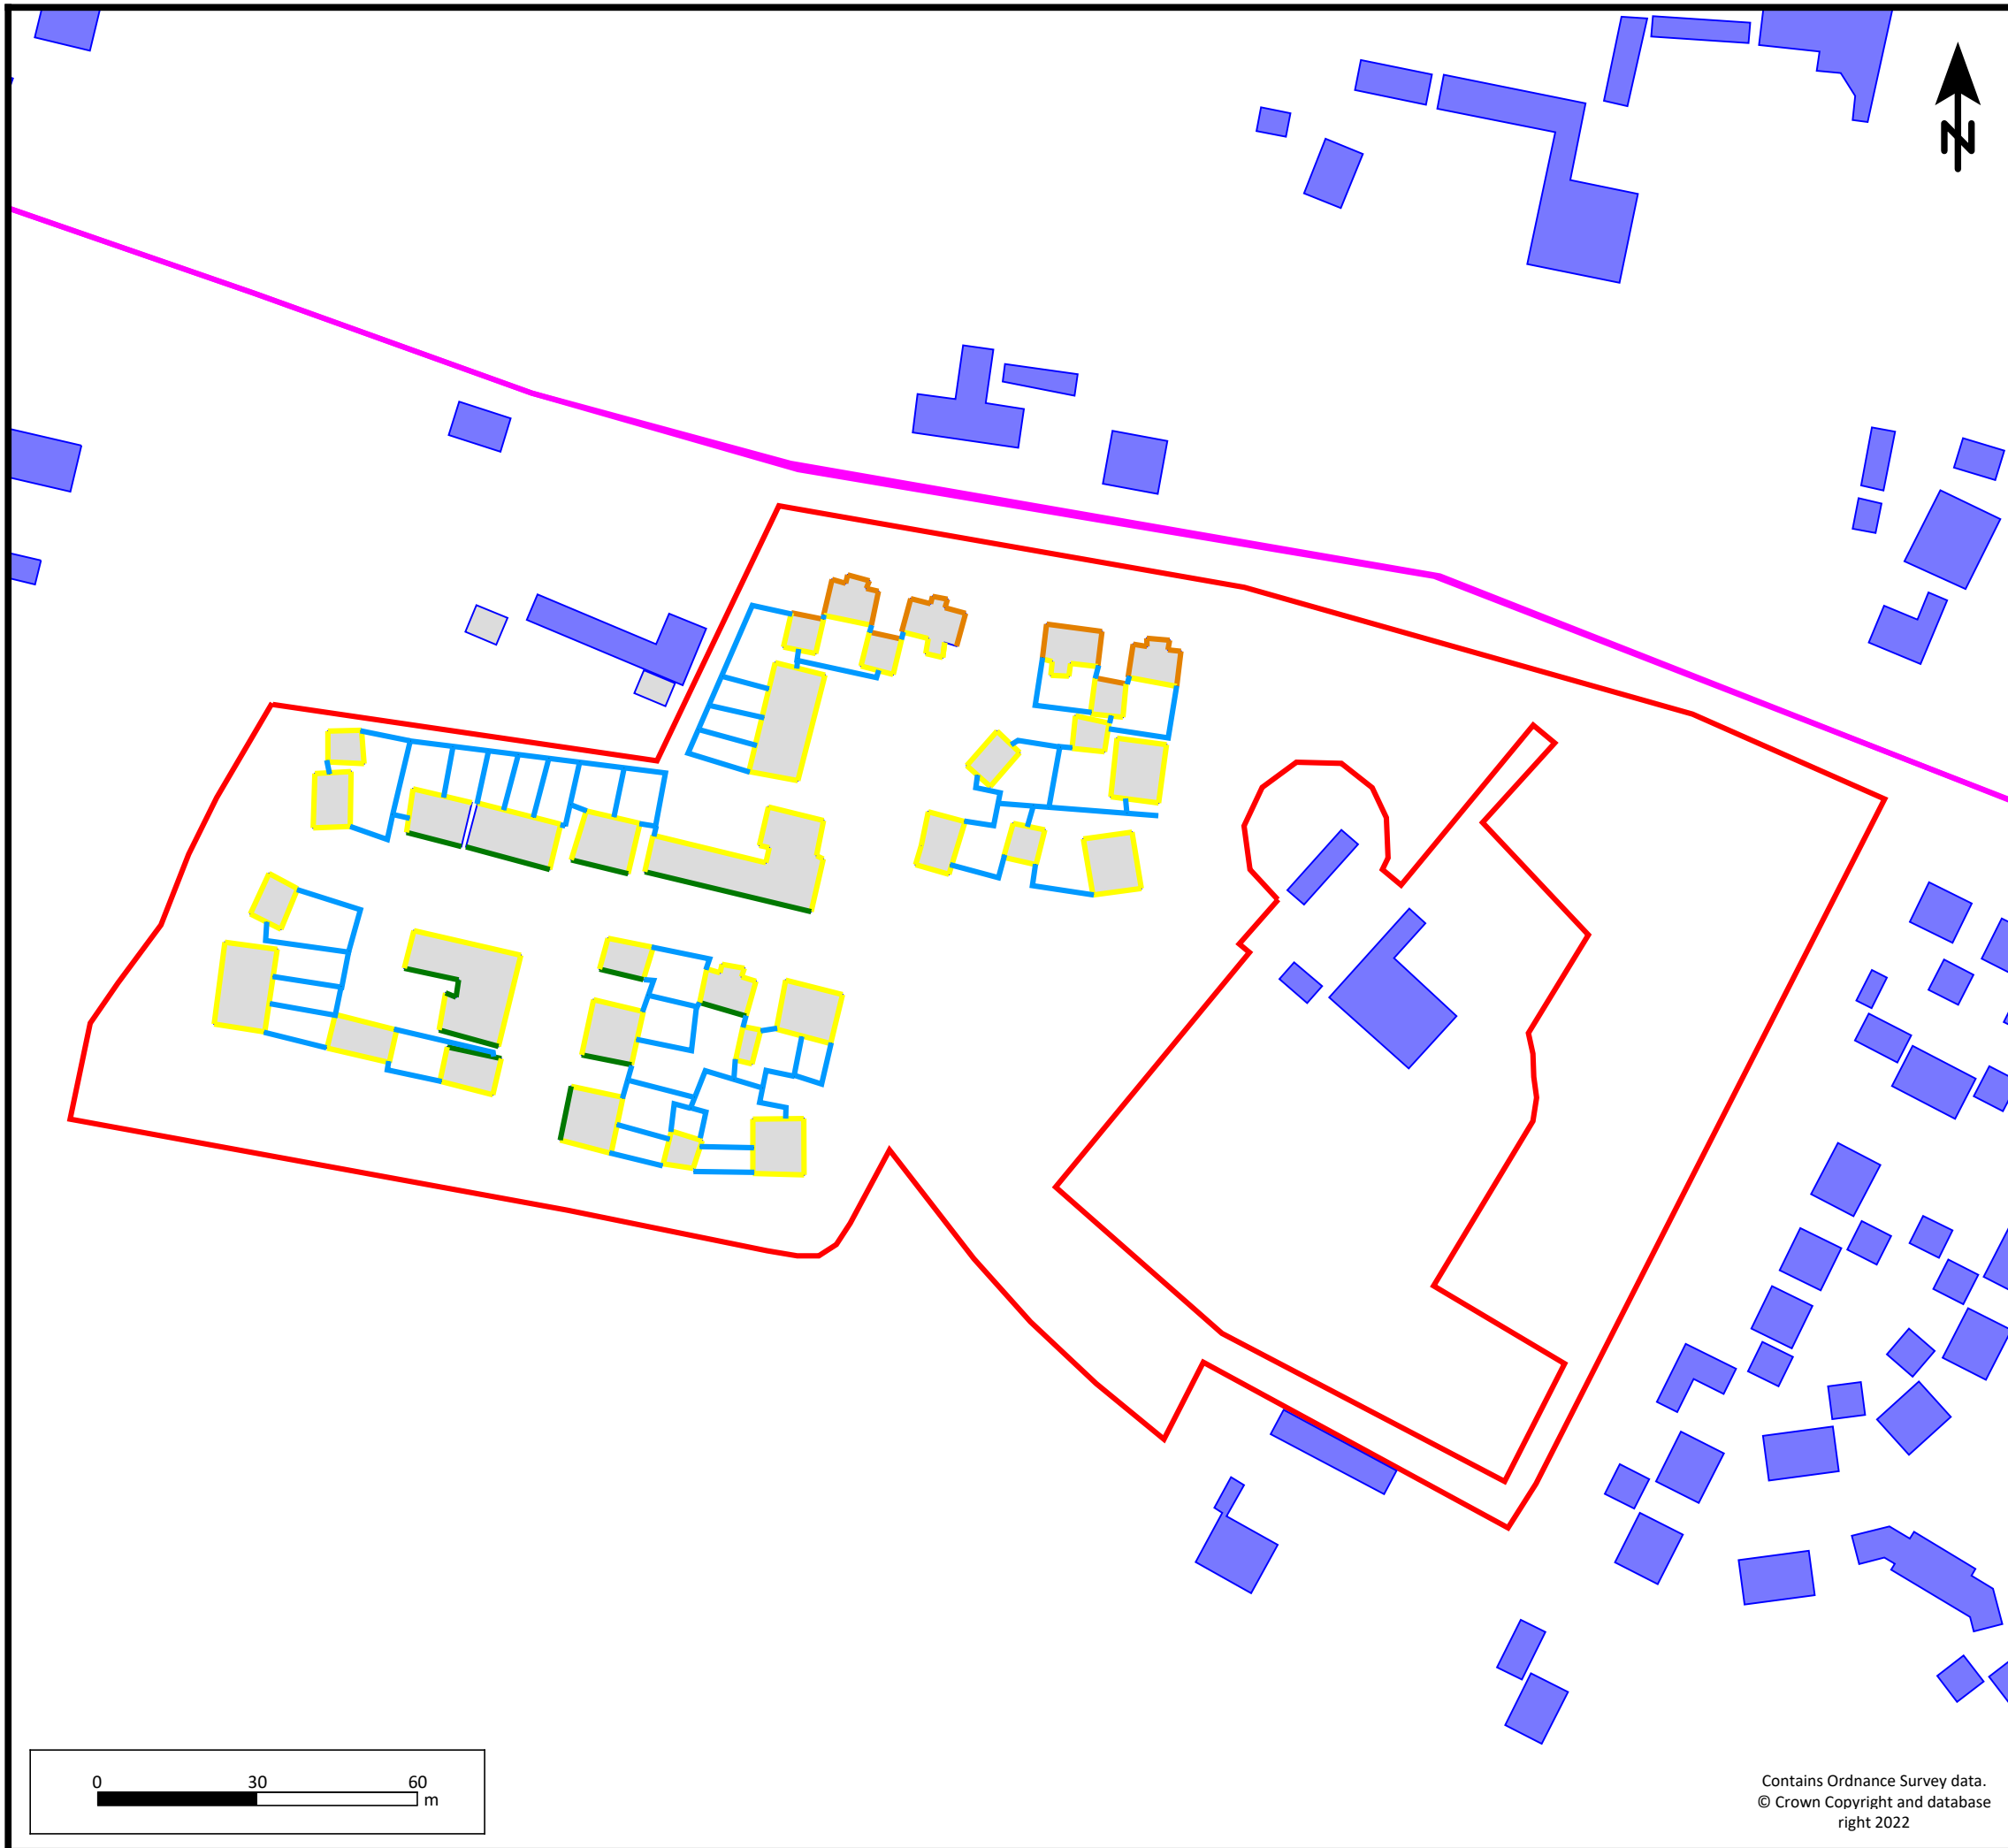 N
0 30 60
m
Contains Ordnance Survey data.
© Crown Copyright and database
right 2022